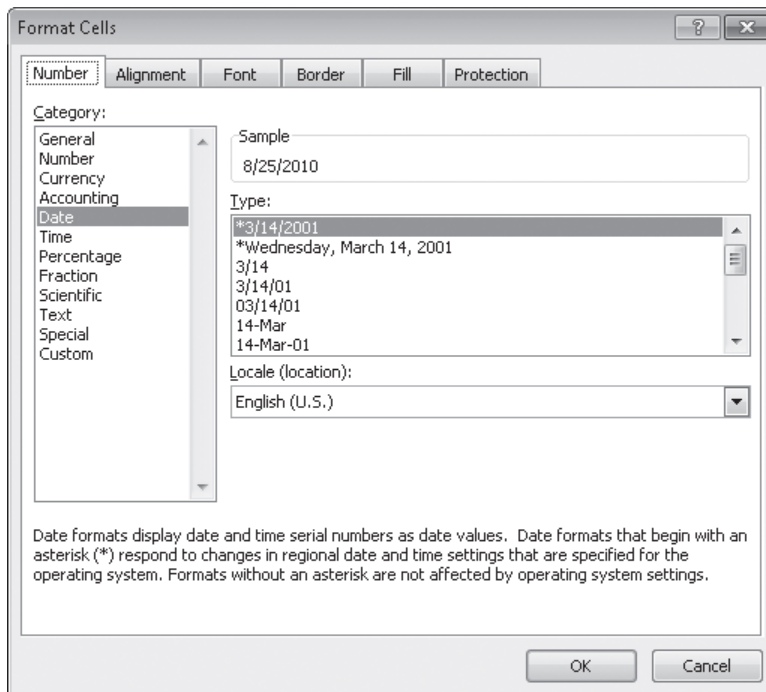 Format Cells
?
Number
Alignment
Font
Border
Fill
Protection
Category:
General
Number
Currency
Accounting
Date
Time
Percentage
Fraction
Scientific
Text
Special
Custom
Sample
8/25/2010
Type:
*3/14/2001
*Wednesday, March 14, 2001
3/14
3/14/01
03/14/01
14-Mar
14-Mar-01
Locale (location):
English (U.S.)
Date formats display date and time serial numbers as date values.  Date formats that begin with an
asterisk (*) respond to changes in regional date and time settings that are specified for the
operating system. Formats without an asterisk are not affected by operating system settings.
OK
Cancel